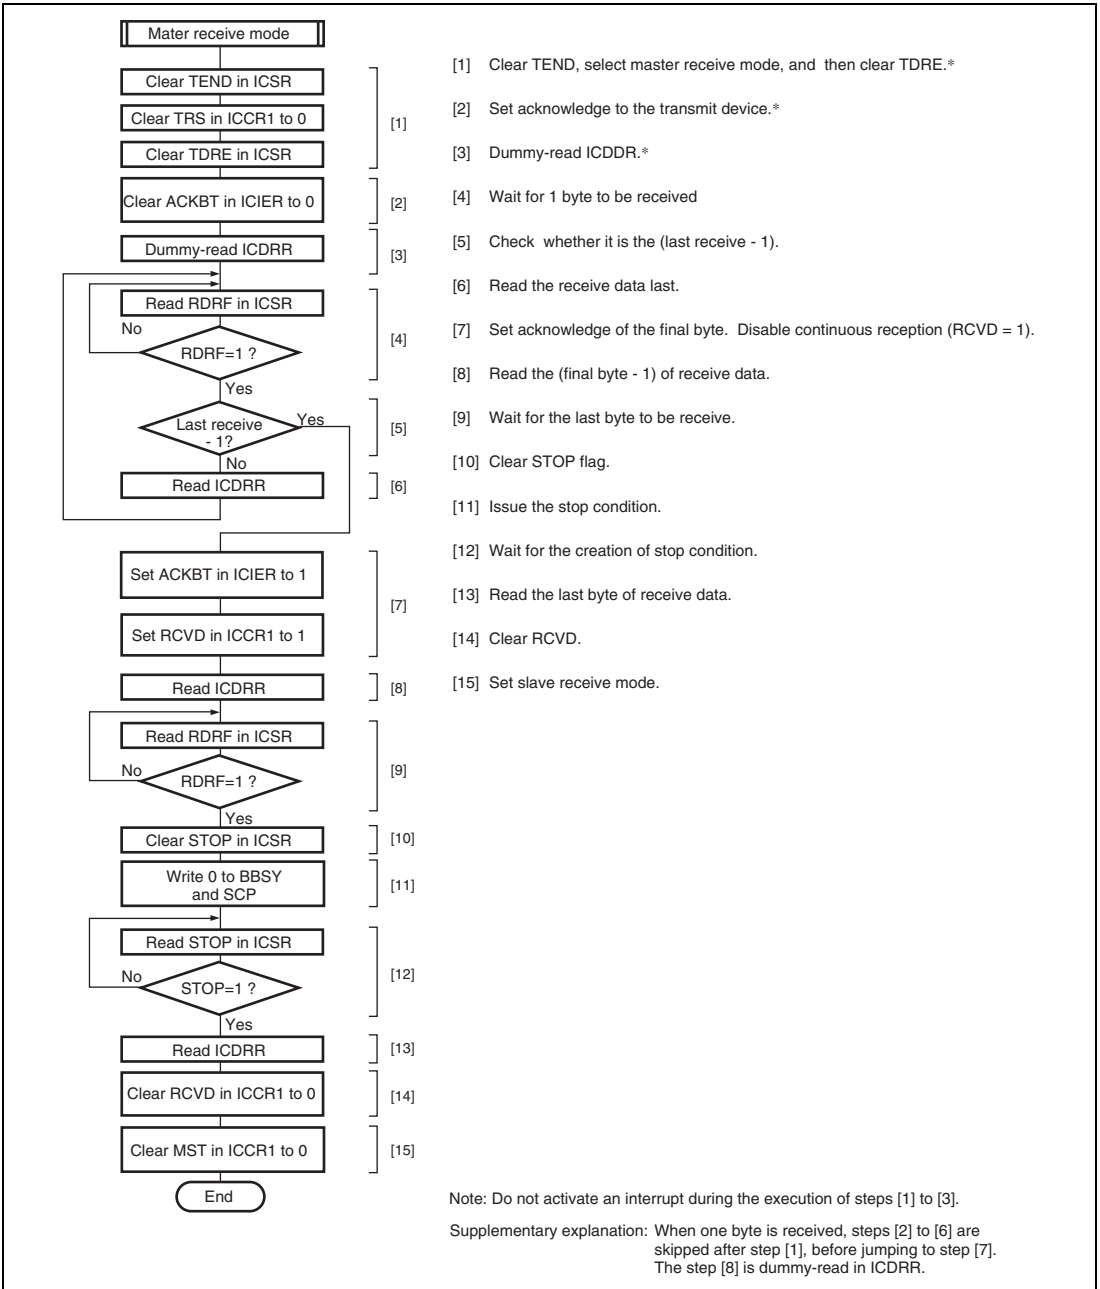 Mater receive mode
Clear TEND in ICSR
Clear TRS in ICCR1 to 0
Clear TDRE in ICSR
[1]
Clear ACKBT in ICIER to 0
[2]
Dummy-read ICDRR
[3]
Read RDRF in ICSR
No
RDRF=1 ?
[4]
Yes
Last receive
- 1?
Yes
[5]
No
Read ICDRR
[6]
Set ACKBT in ICIER to 1
[7]
Set RCVD in ICCR1 to 1
Read ICDRR
[8]
Read RDRF in ICSR
No
RDRF=1 ?
[9]
Yes
Clear STOP in ICSR
[10]
Write 0 to BBSY
and SCP
[11]
Read STOP in ICSR
No
STOP=1 ?
[12]
Yes
Read ICDRR
[13]
Clear RCVD in ICCR1 to 0
[14]
Clear MST in ICCR1 to 0
[15]
End
[1] Clear TEND, select master receive mode, and then clear TDRE.*
[2] Set acknowledge to the transmit device.*
[3] Dummy-read ICDDR.*
[4] Wait for 1 byte to be received
[5] Check whether it is the (last receive - 1).
[6] Read the receive data last.
[7] Set acknowledge of the final byte. Disable continuous reception (RCVD = 1).
[8] Read the (final byte - 1) of receive data.
[9] Wait for the last byte to be receive.
[10] Clear STOP flag.
[11] Issue the stop condition.
[12] Wait for the creation of stop condition.
[13] Read the last byte of receive data.
[14] Clear RCVD.
[15] Set slave receive mode.
Note: Do not activate an interrupt during the execution of steps [1] to [3].
Supplementary explanation: When one byte is received, steps [2] to [6] are
skipped after step [1], before jumping to step [7].
The step [8] is dummy-read in ICDRR.